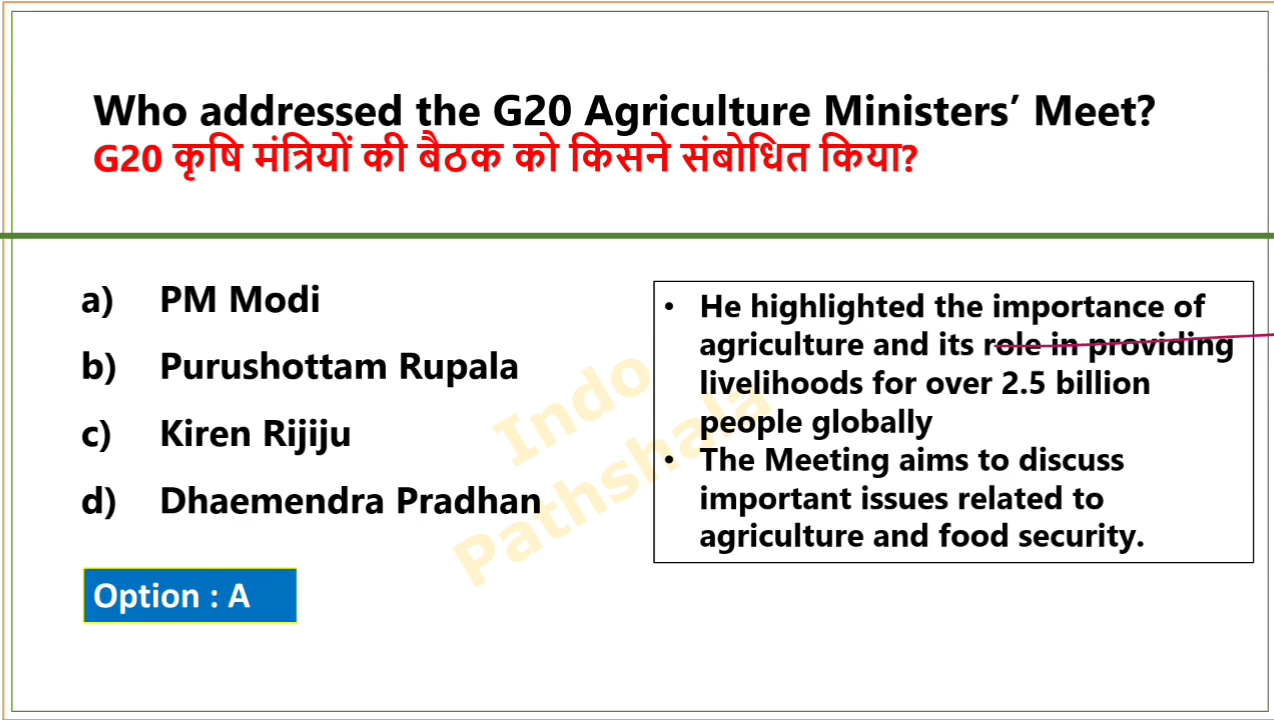 Who addressed the G20 Agriculture Ministers’ Meet?
G20 कृषि मंत्रियों की बैठक को किसने संबोधित किया?
a) PM Modi
b) Purushottam Rupala
c) Kiren Rijiju
d) Dhaemendra Pradhan
Option : A
• He highlighted the importance of
agriculture and its role in providing
livelihoods for over 2.5 billion
people globally
• The Meeting aims to discuss
important issues related to
agriculture and food security.
Indo
Pathshala